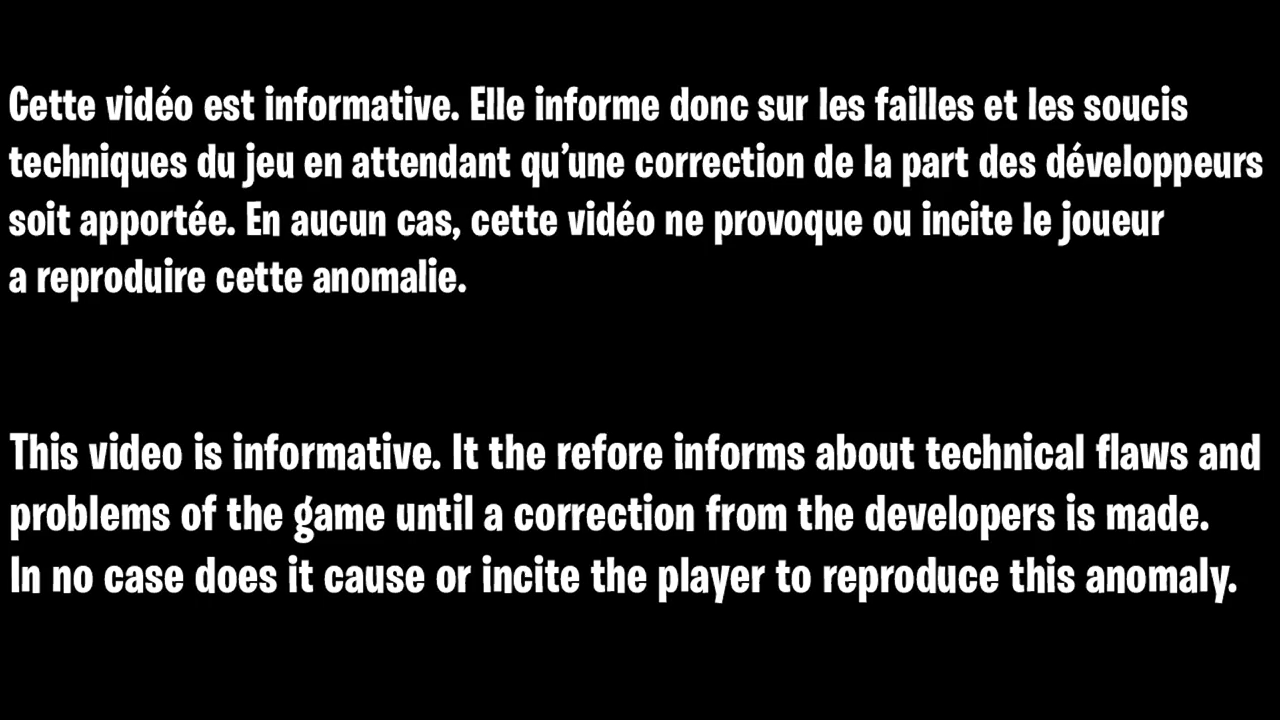 Cette vidéo est informative. Elle informe donc sur les failles et les soucis
techniques du jeu en attendant qu'une correction de la part des développeurs
soit apportée. En aucun cas, cette vidéo ne provoque ou incite le joueur
a reproduire cette anomalie.
This video is informative. It the refore informs about technical flaws and
problems of the game until a correction from the developers is made.
In no case does it cause or incite the player to reproduce this anomaly.